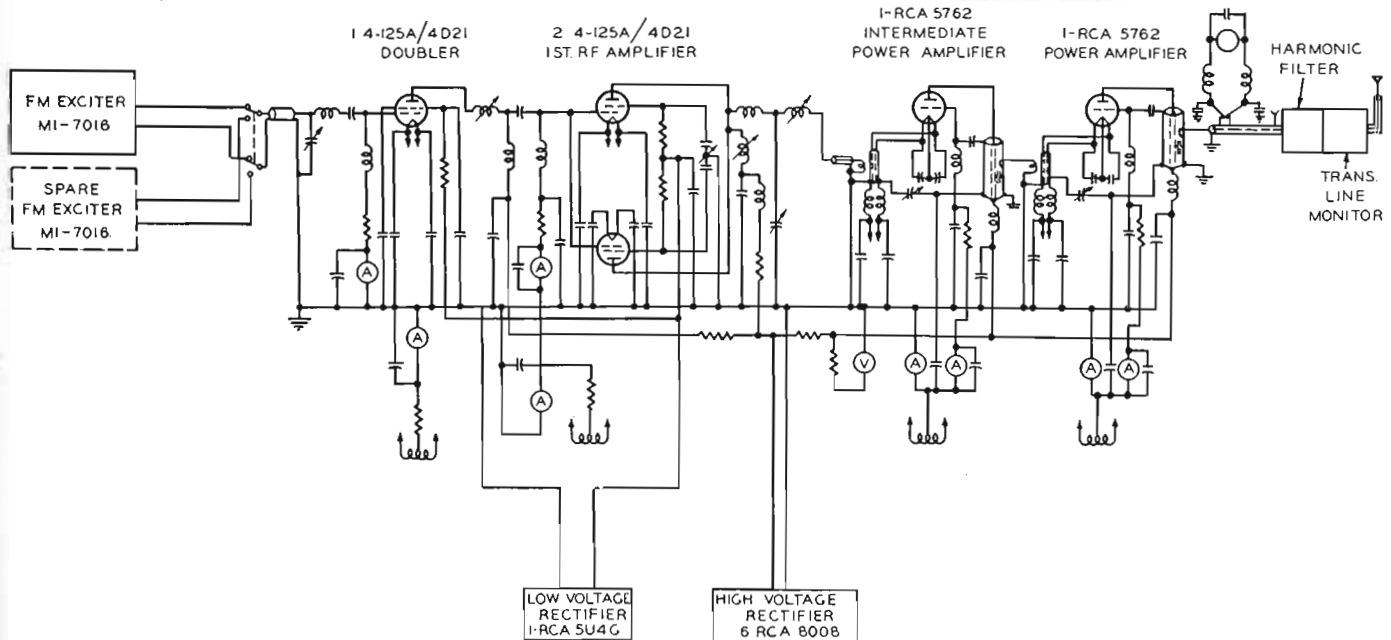 1 4-125A/4D21
DOUBLER
2 4-125A/4D21
1ST. RF AMPLIFIER
1-RCA 5762
INTERMEDIATE
POWER AMPLIFIER
1-RCA 5762
POWER AMPLIFIER
HARMONIC
FILTER
FM EXCITER
MI-7016
SPARE
FM EXCITER
MI-7016.
TRANS.
LINE
MONITOR
A
A
A
A
V
A
A
A
A
LOW VOLTAGE
RECTIFIER
1-RCA 5U4G
HIGH VOLTAGE
RECTIFIER
6 RCA 8008